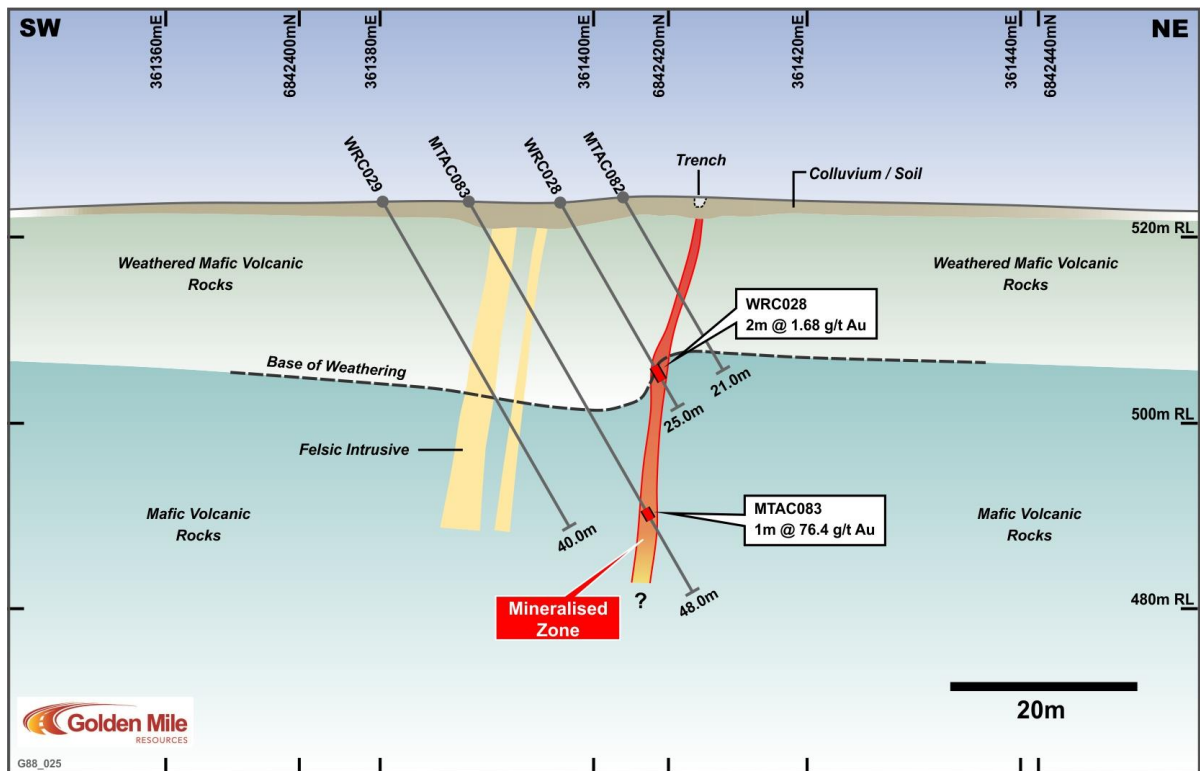 SW
361360mE
6842400mN
361380mE
361400mE
6842420mN
361420mE
361440mE
6842440mN
NE
WRC029
MTAC083
WRC028
MTAC082
Trench
Colluvium / Soil
520m RL
Weathered Mafic Volcanic
Rocks
Weathered Mafic Volcanic
Rocks
WRC028
2m @ 1.68 g/t Au
Base of Weathering
21.0m
25.0m
500m RL
Felsic Intrusive
MTAC083
1m @ 76.4 g/t Au
Mafic Volcanic
Rocks
Mafic Volcanic
Rocks
40.0m
48.0m
?
Mineralised
Zone
480m RL
20m
Golden Mile
RESOURCES
G88_025